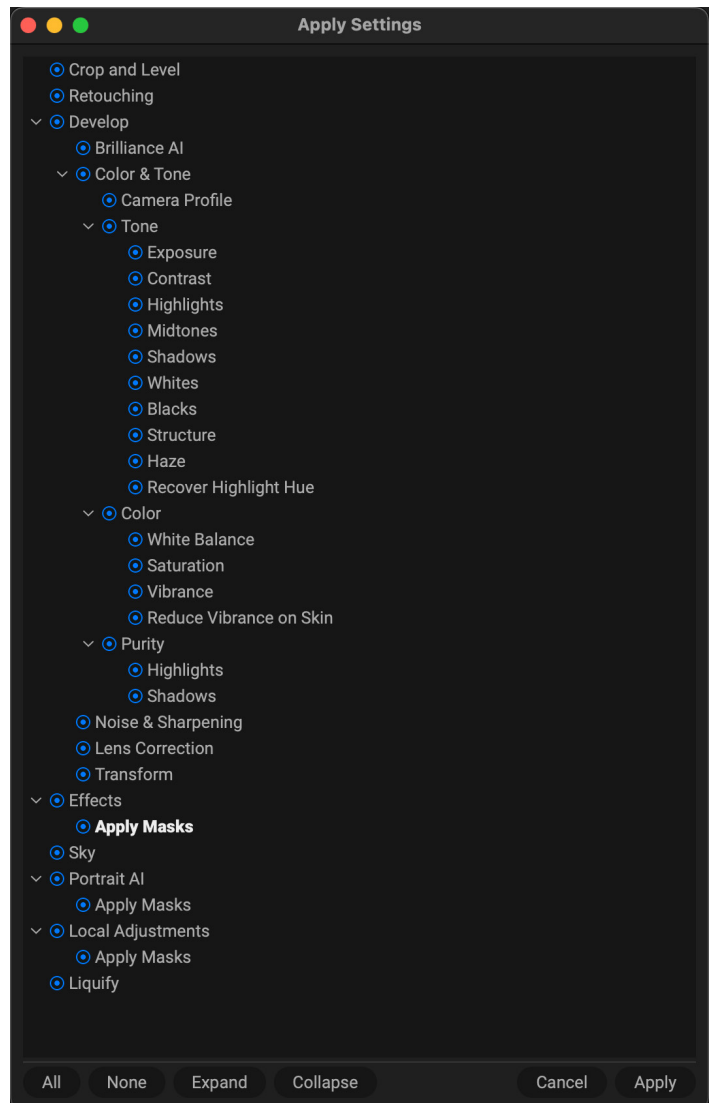 Apply Settings
Crop and Level
Retouching
Develop
Brilliance AI
Color & Tone
Camera Profile
Tone
Exposure
Contrast
Highlights
Midtones
Shadows
Whites
Blacks
Structure
Haze
Recover Highlight Hue
Color
White Balance
Saturation
Vibrance
Reduce Vibrance on Skin
Purity
Highlights
Shadows
Noise & Sharpening
Lens Correction
Transform
Effects
Apply Masks
Sky
Portrait AI
Apply Masks
Local Adjustments
Apply Masks
Liquify
All None Expand Collapse Cancel Apply